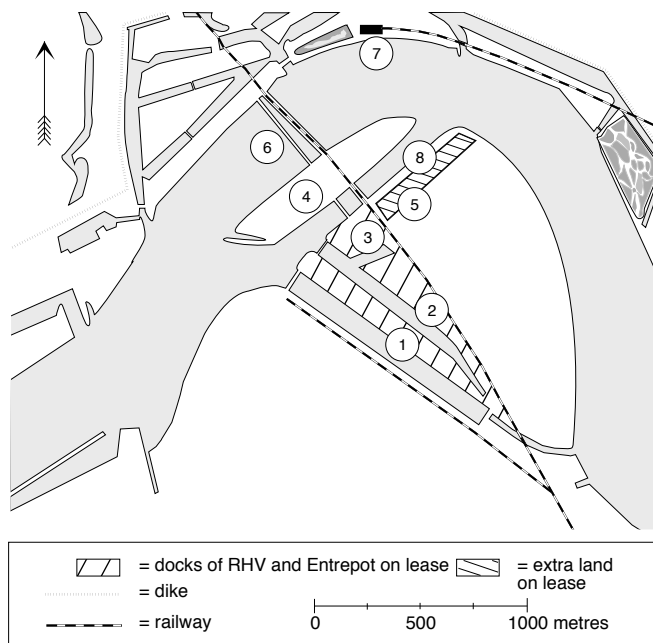 7
6
8
4
5
3
2
1
= docks of RHV and Entrepot on lease
= extra land
on lease
= dike
= railway
0 500 1000 metres